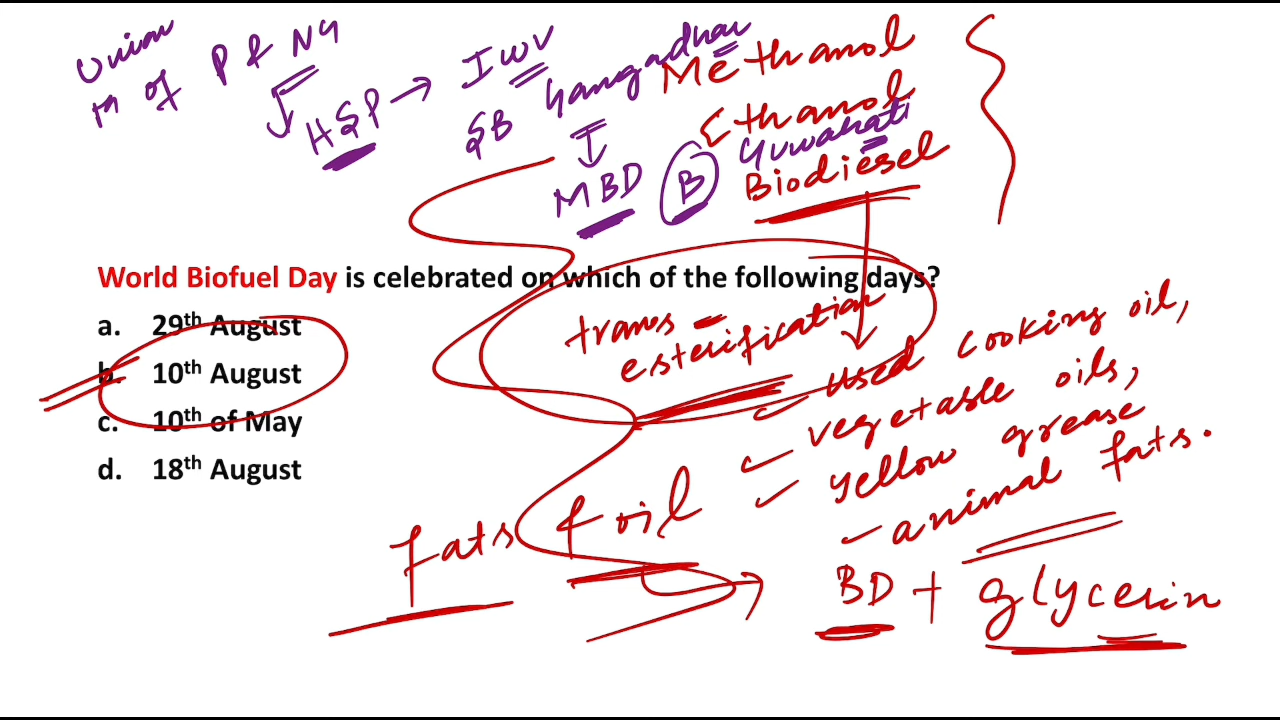 Union
M of P & NG
HSP → IWV
SB Gangadhar
MBD
B
Guwahati
Methanol
Ethanol
Biodiesel
World Biofuel Day is celebrated on which of the following days?
a. 29th August
b. 10th August
c. 10th of May
d. 18th August
trans -
esterification
used cooking oil,
vegetable oils,
yellow grease
- animal fats.
fats & oil
BD + glycerin